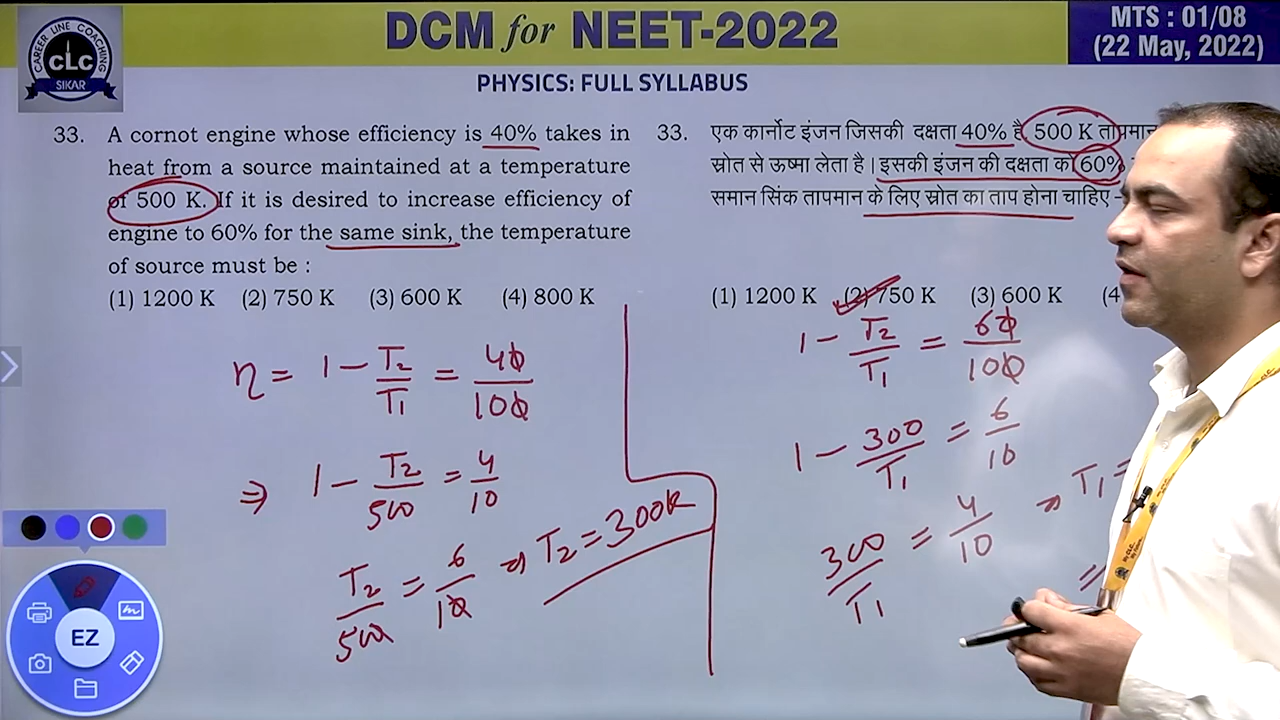 CAREER LINE COACHING
CLC
SIKAR
DCM for NEET-2022
MTS : 01/08
(22 May, 2022)
PHYSICS: FULL SYLLABUS
33. A cornot engine whose efficiency is 40% takes in
heat from a source maintained at a temperature
of 500 K. If it is desired to increase efficiency of
engine to 60% for the same sink, the temperature
of source must be :
(1) 1200 K (2) 750 K (3) 600 K (4) 800 K
η = 1 - T₂/T₁ = 40/100
⇒ 1 - T₂/500 = 4/10
T₂/500 = 6/10 ⇒ T₂ = 300K
33. एक कार्नोट इंजन जिसकी दक्षता 40% है 500 K तापमान
स्रोत से ऊष्मा लेता है। इसकी इंजन की दक्षता को 60%
समान सिंक तापमान के लिए स्रोत का ताप होना चाहिए -
(1) 1200 K (2) 750 K (3) 600 K (4
1 - T₂/T₁ = 60/100
1 - 300/T₁ = 6/10
300/T₁ = 4/10 ⇒ T₁ =
=
EZ